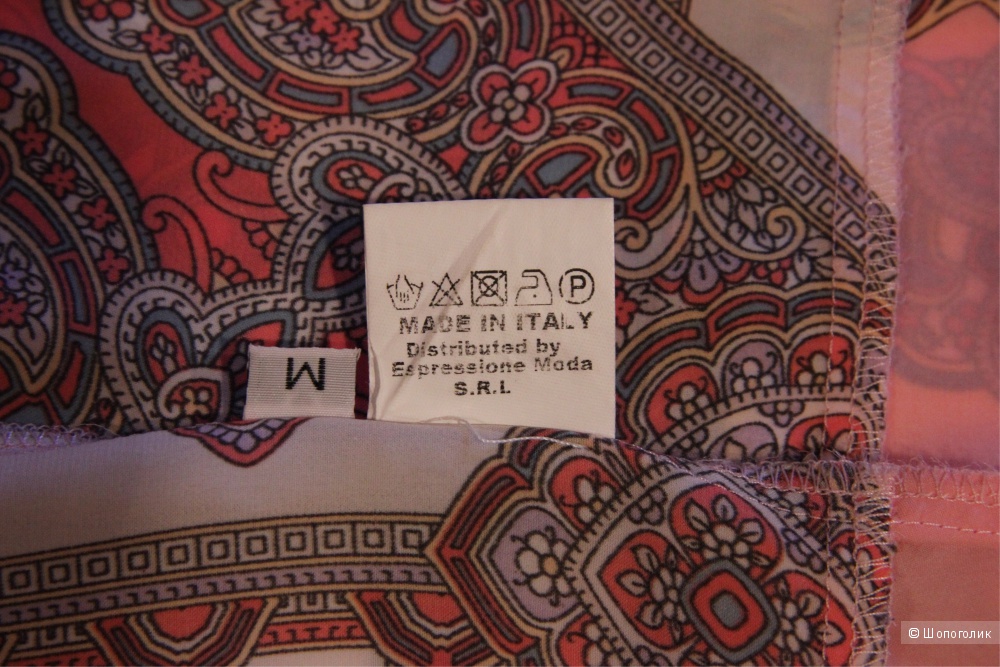 P
MADE IN ITALY
Distributed by
Espressione Moda
S.R.L
M
© Шопоголик